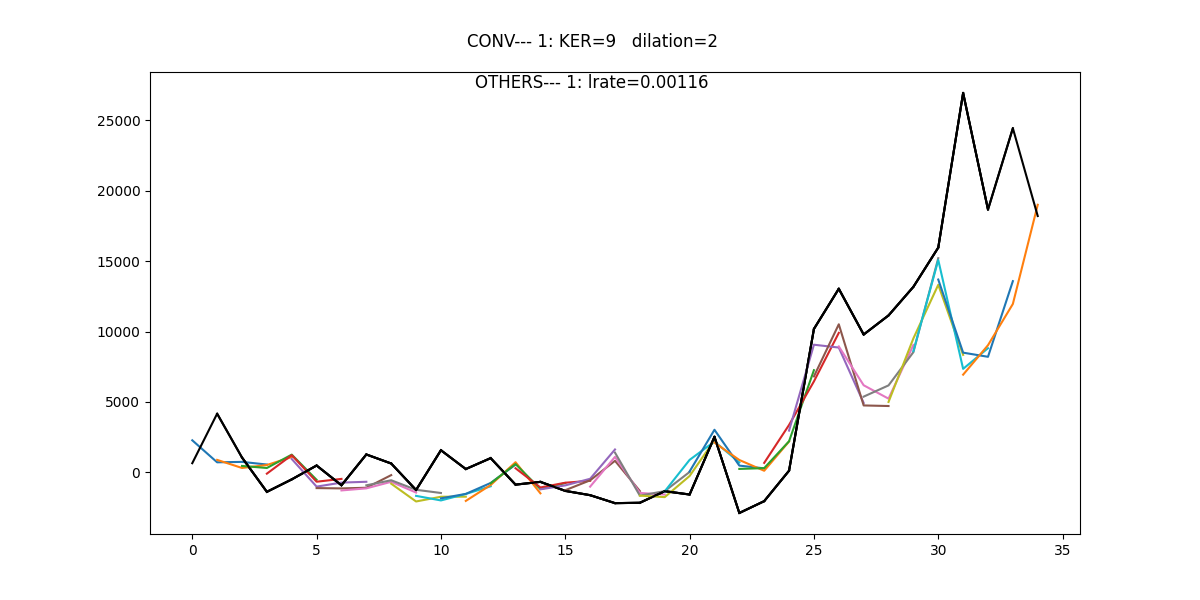 CONV--- 1: KER=9   dilation=2
OTHERS--- 1: lrate=0.00116
25000
20000
15000
10000
5000
0
0 5 10 15 20 25 30 35